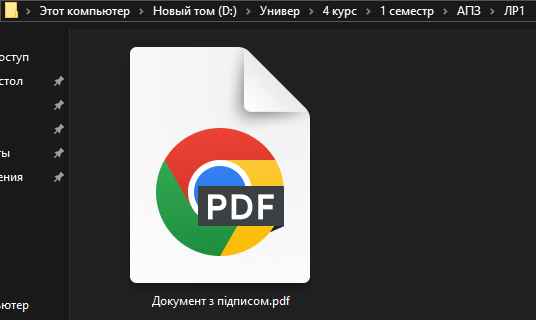 Этот компьютер > Новый том (D:) > Универ > 4 курс > 1 семестр > АПЗ > ЛР1
оступ
стол
ты
ения
ьютер
PDF
Документ з підписом.pdf